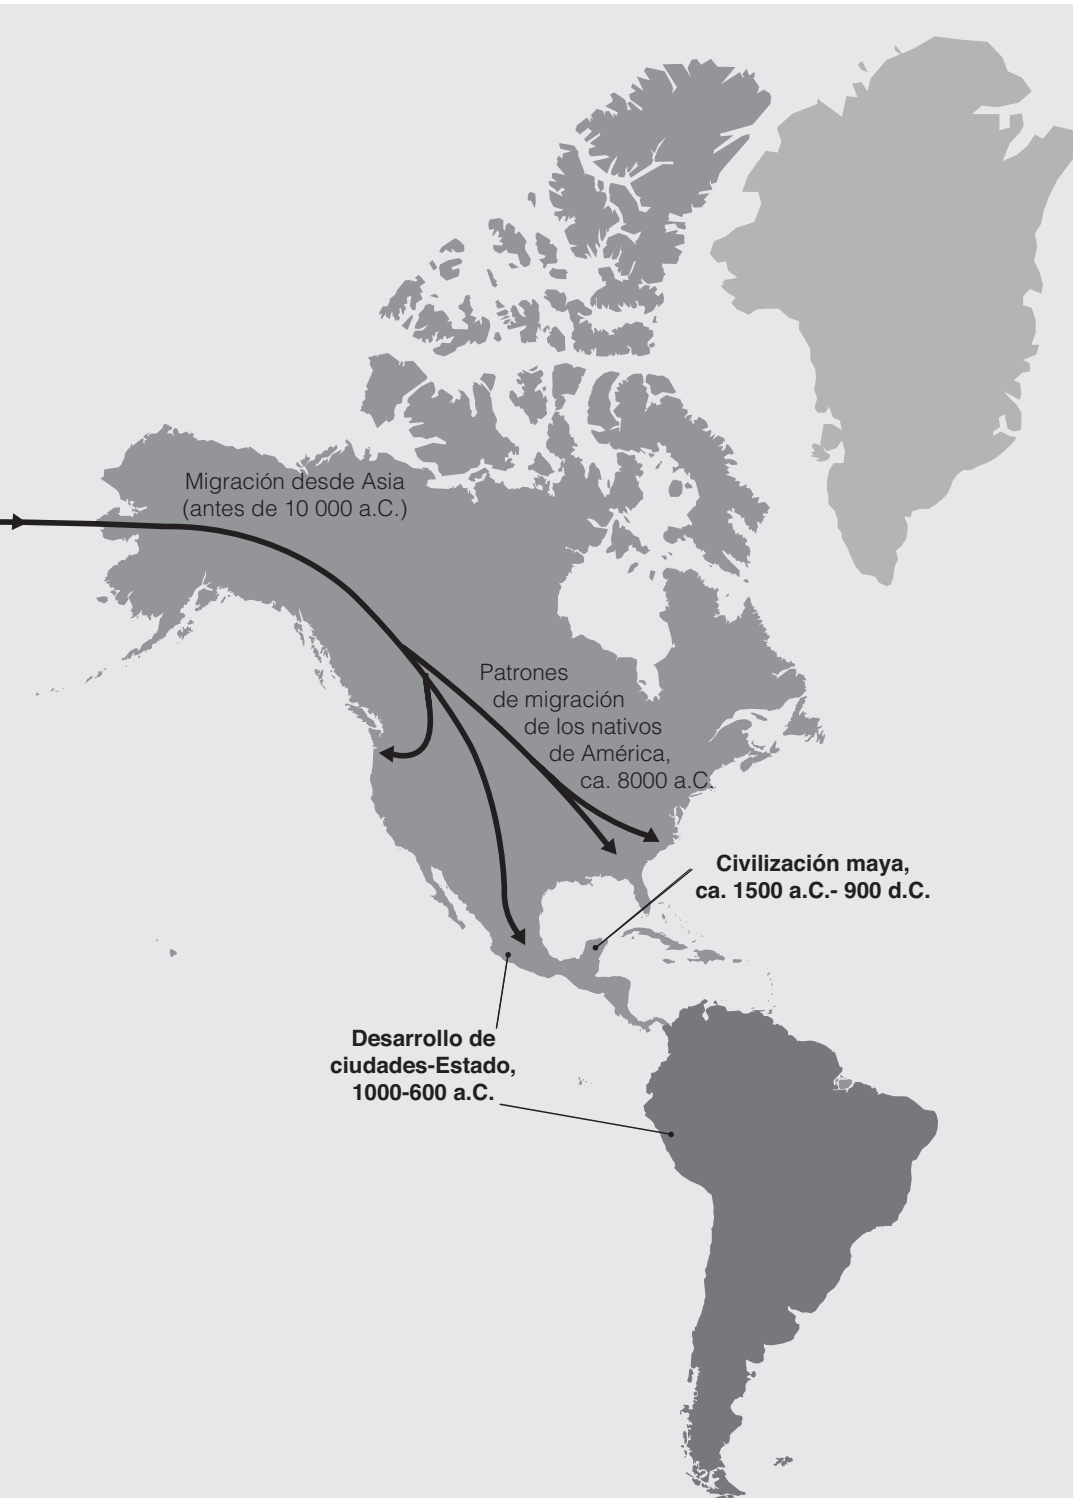 Migración desde Asia
(antes de 10 000 a.C.)
Patrones
de migración
de los nativos
de América,
ca. 8000 a.C.
Civilización maya,
ca. 1500 a.C.- 900 d.C.
Desarrollo de
ciudades-Estado,
1000-600 a.C.